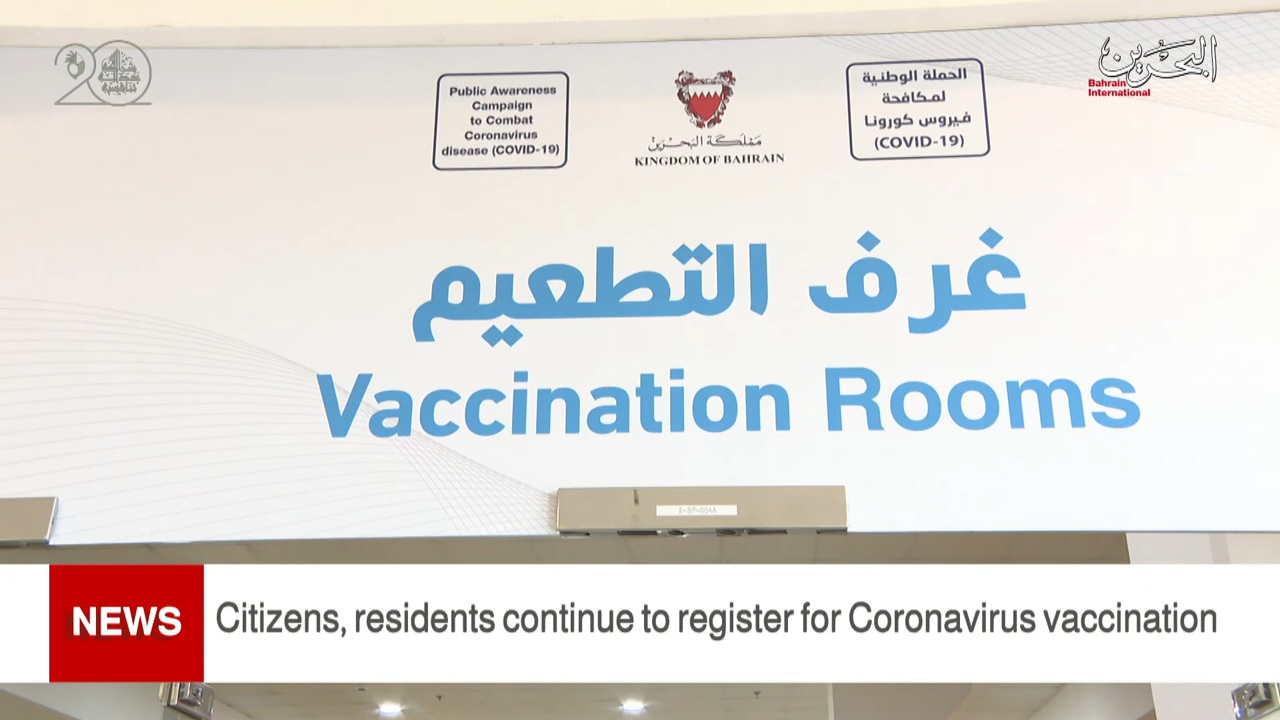 20
البحرين
Bahrain
International
Public Awareness
Campaign
to Combat
Coronavirus
disease (COVID-19)
مملكة البحرين
KINGDOM OF BAHRAIN
الحملة الوطنية
لمكافحة
فيروس كورونا
(COVID-19)
غرف التطعيم
Vaccination Rooms
NEWS
Citizens, residents continue to register for Coronavirus vaccination